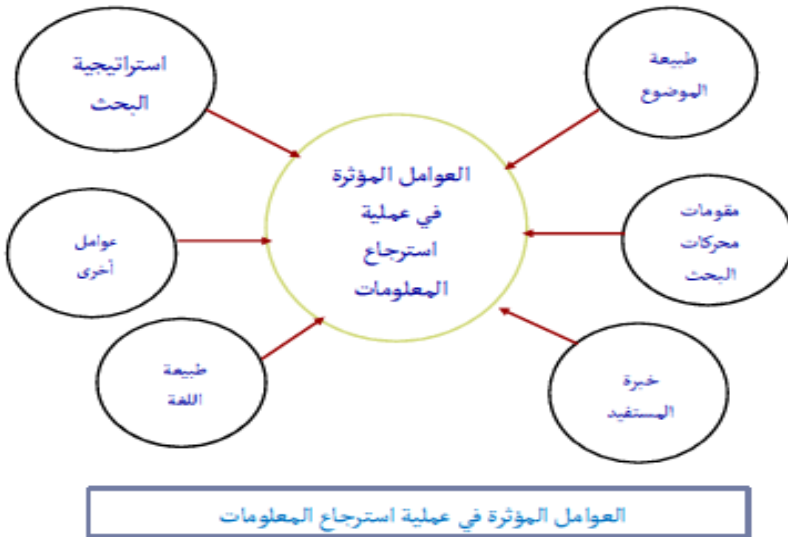 استراتيجية
البحث
طبيعة
الموضوع
العوامل المؤثرة
في عملية
استرجاع
المعلومات
مقومات
محركات
البحث
عوامل
أخرى
خبرة
المستفيد
طبيعة
اللغة
العوامل المؤثرة في عملية استرجاع المعلومات